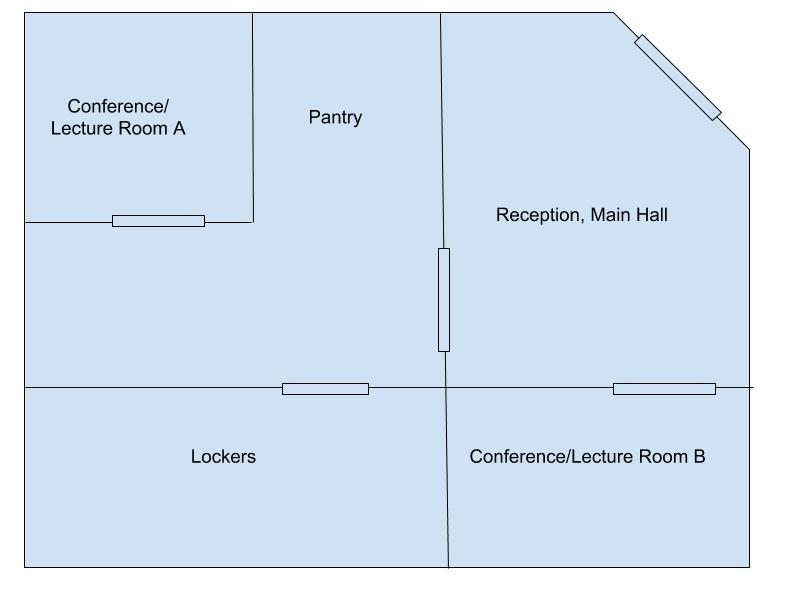 Conference/
Lecture Room A
Pantry
Reception, Main Hall
Lockers
Conference/Lecture Room B